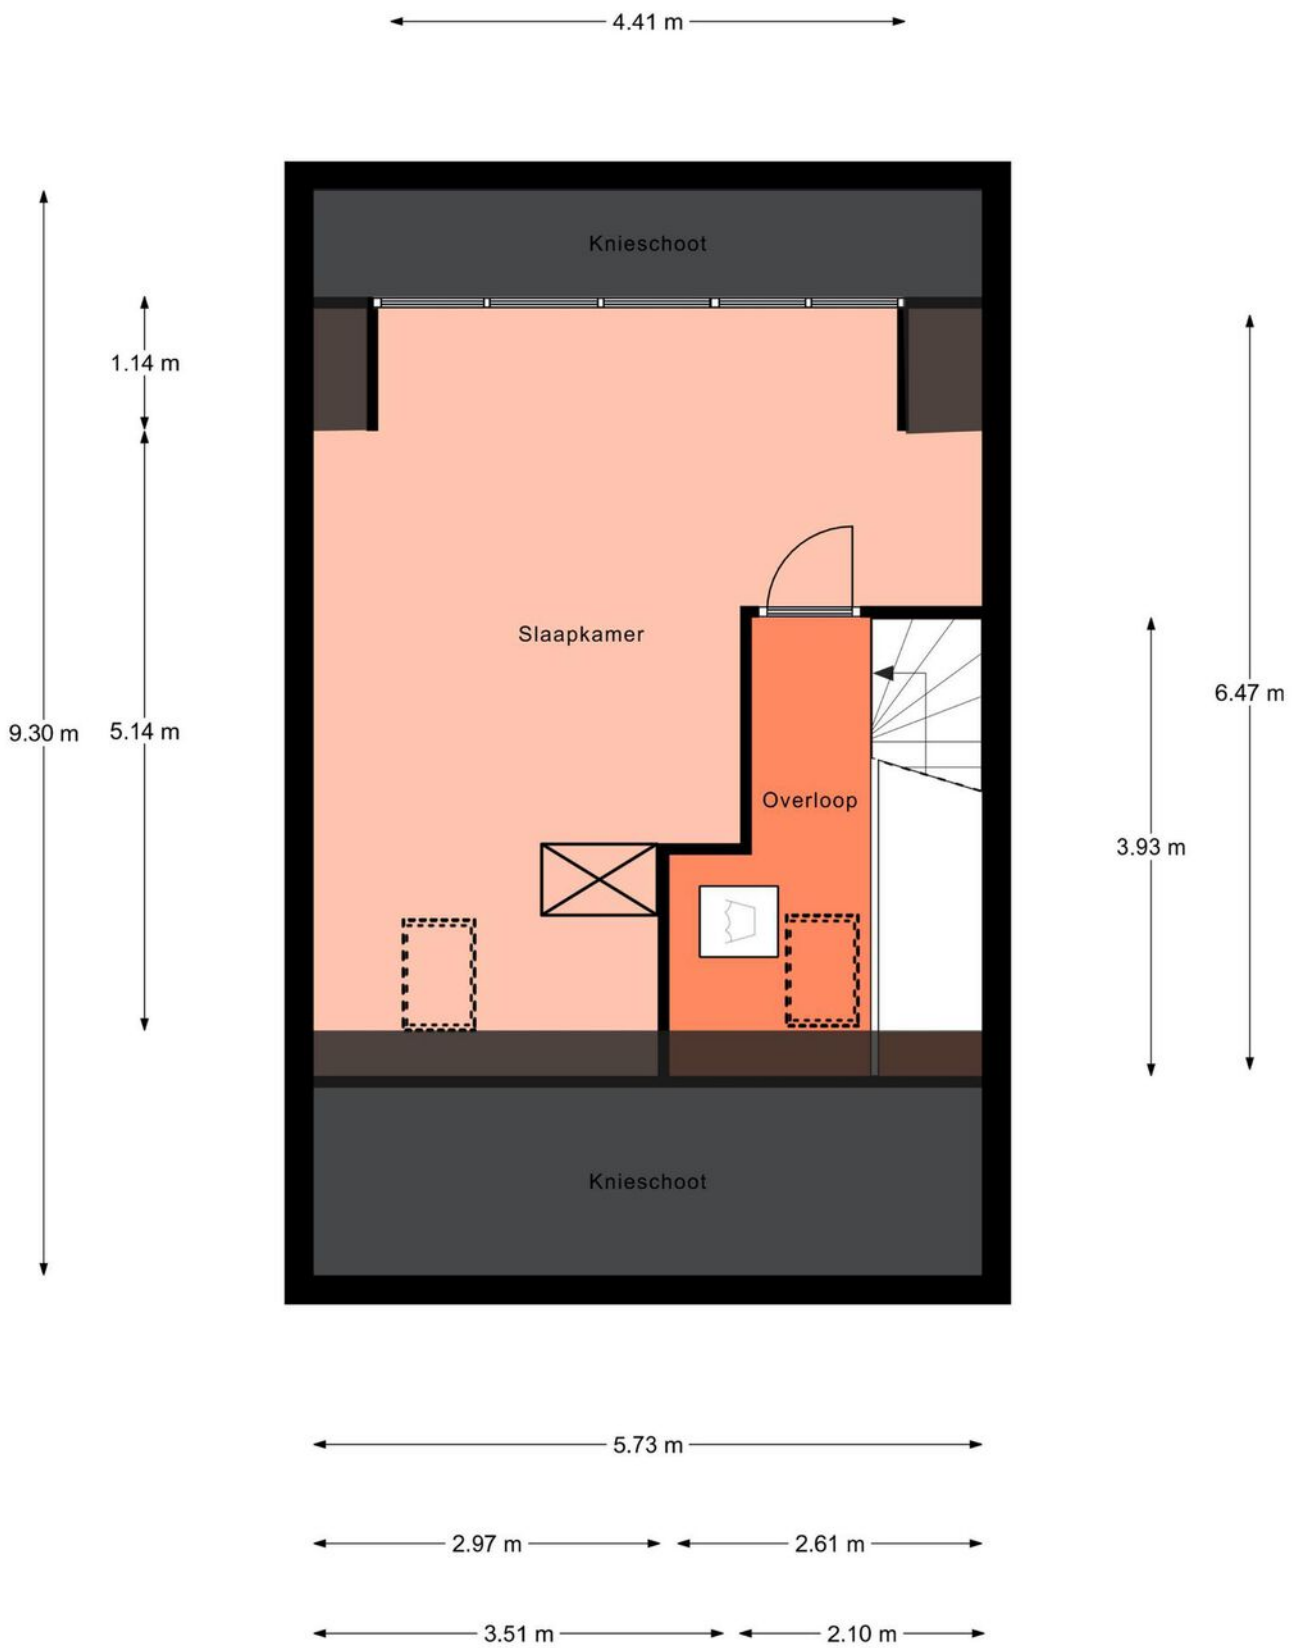 4.41 m
Knieschoot
1.14 m
Slaapkamer
6.47 m
9.30 m
5.14 m
Overloop
3.93 m
Knieschoot
5.73 m
2.97 m
2.61 m
3.51 m
2.10 m